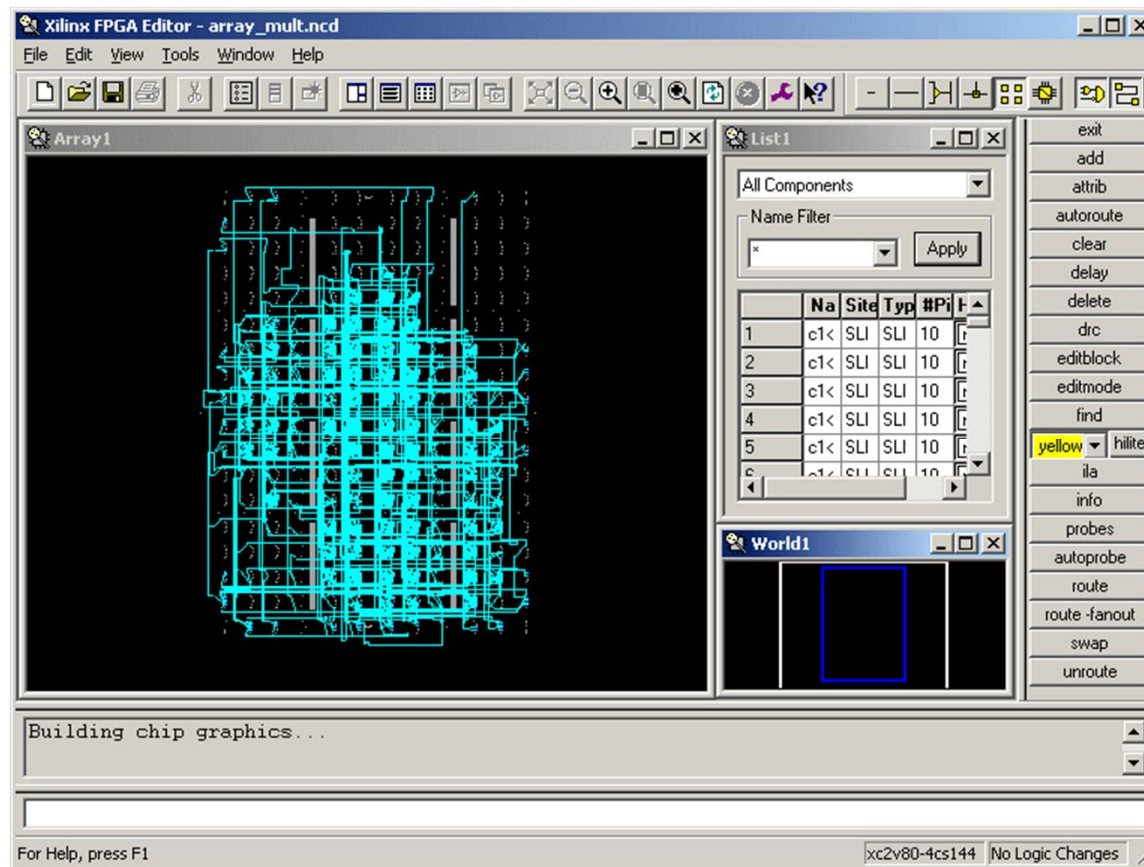 Xilinx FPGA Editor - array_mult.ncd
File Edit View Tools Window Help
Array1
List1
All Components
Name Filter
*
Apply
Na Site Typ #Pi H
1 c1< SLI SLI 10
2 c1< SLI SLI 10
3 c1< SLI SLI 10
4 c1< SLI SLI 10
5 c1< SLI SLI 10
World1
exit
add
attrib
autoroute
clear
delay
delete
drc
editblock
editmode
find
yellow hilite
ila
info
probes
autoprobe
route
route -fanout
swap
unroute
Building chip graphics...
For Help, press F1
xc2v80-4cs144 No Logic Changes